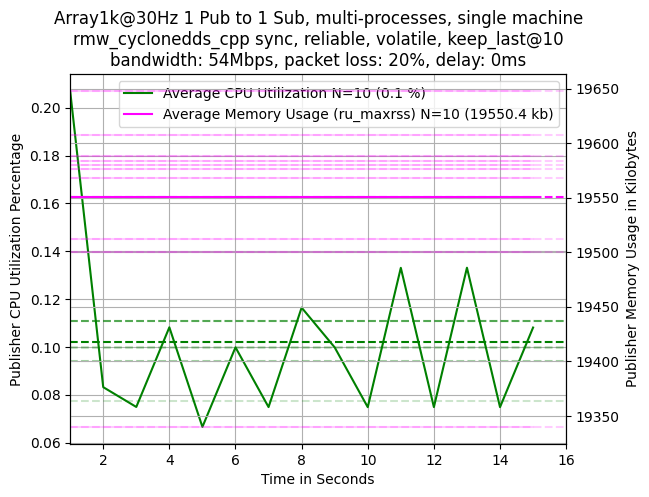 Array1k@30Hz 1 Pub to 1 Sub, multi-processes, single machine
rmw_cyclonedds_cpp sync, reliable, volatile, keep_last@10
bandwidth: 54Mbps, packet loss: 20%, delay: 0ms
Average CPU Utilization N=10 (0.1 %)
Average Memory Usage (ru_maxrss) N=10 (19550.4 kb)
Publisher CPU Utilization Percentage
0.20
0.18
0.16
0.14
0.12
0.10
0.08
0.06
19650
19600
19550
19500
19450
19400
19350
Publisher Memory Usage in Kilobytes
2 4 6 8 10 12 14 16
Time in Seconds